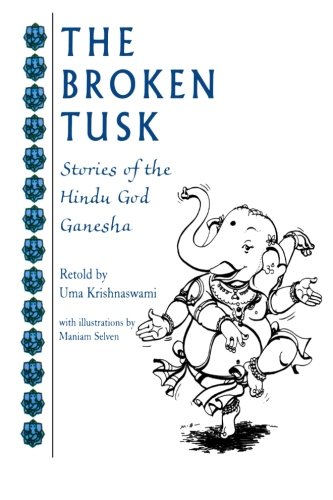 THE
BROKEN
TUSK
Stories of the
Hindu God
Ganesha
Retold by
Uma Krishnaswami
with illustrations by
Maniam Selven